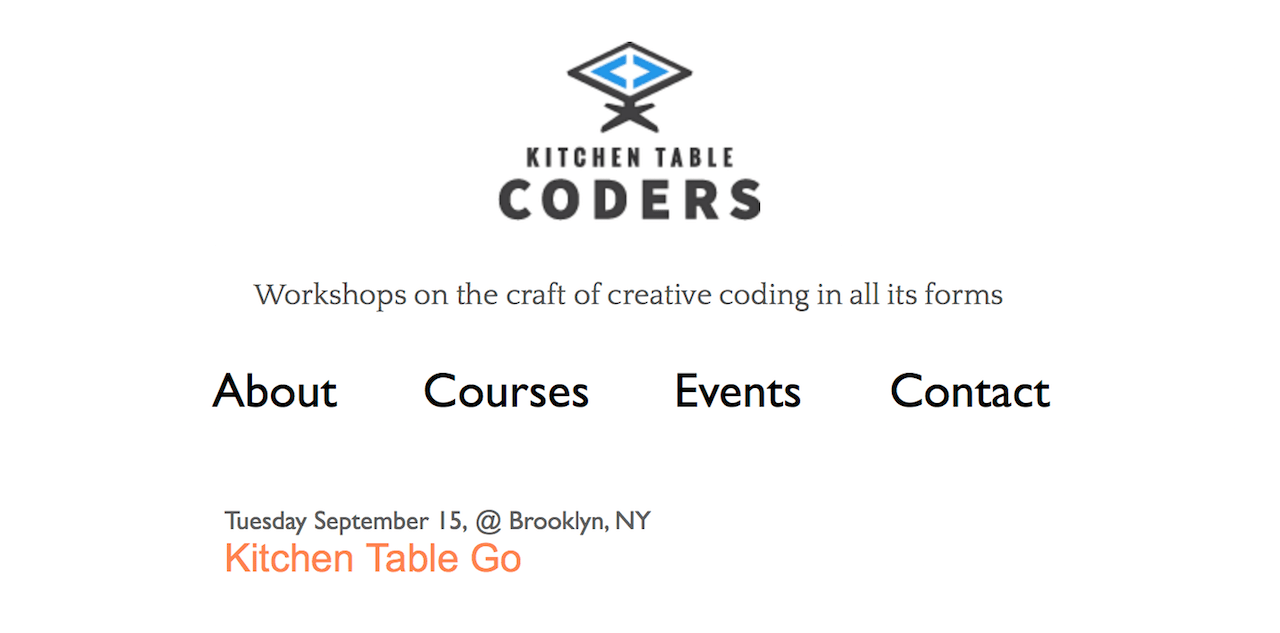 KITCHEN TABLE
CODERS
Workshops on the craft of creative coding in all its forms
About Courses Events Contact
Tuesday September 15, @ Brooklyn, NY
Kitchen Table Go